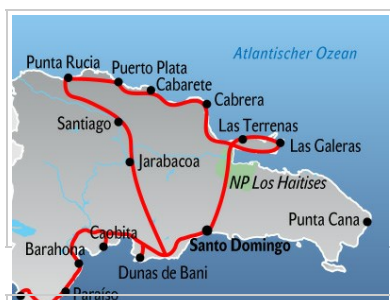 Atlantischer Ozean
Punta Rucia
Puerto Plata
Cabarete
Cabrera
Santiago
Las Terrenas
Las Galeras
Jarabacoa
NP Los Haitises
Punta Cana
Caobita
Santo Domingo
Barahona
Dunas de Bani
Paraíso